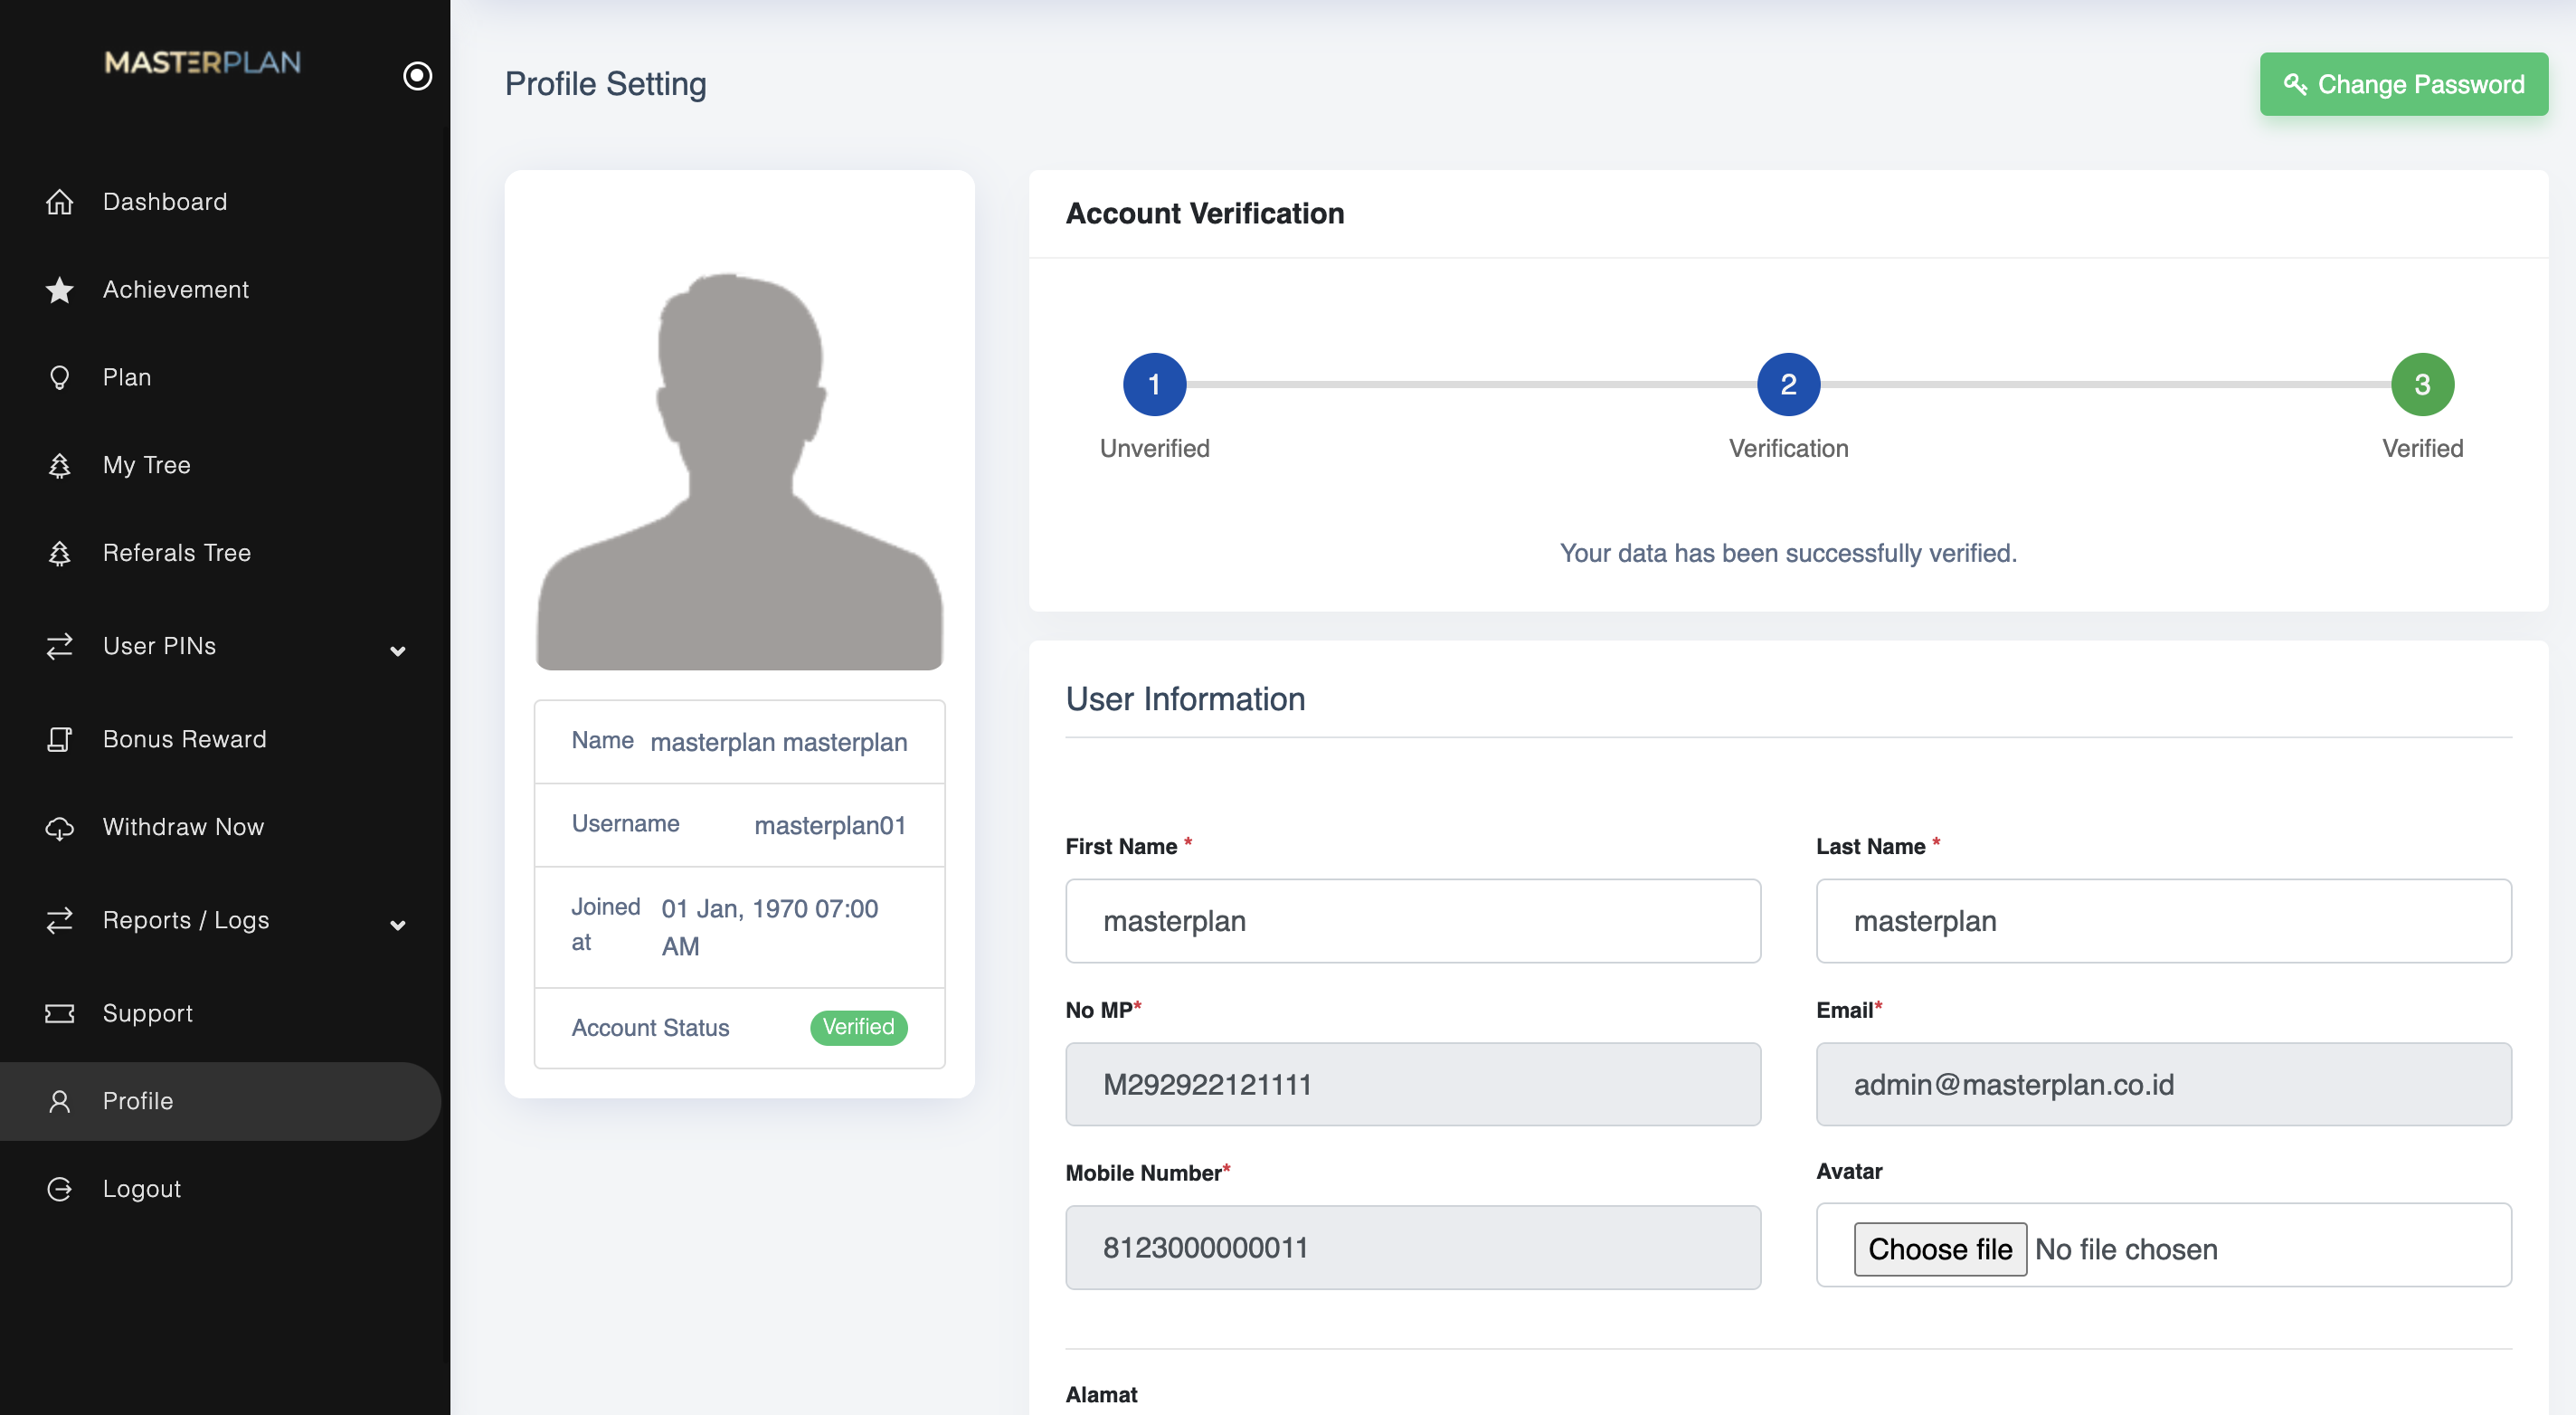 MASTERPLAN
Dashboard
Achievement
Plan
My Tree
Referals Tree
User PINs
Bonus Reward
Withdraw Now
Reports / Logs
Support
Profile
Logout
Profile Setting
Change Password
Name masterplan masterplan
Username masterplan01
Joined at 01 Jan, 1970 07:00 AM
Account Status Verified
Account Verification
1 2 3
Unverified Verification Verified
Your data has been successfully verified.
User Information
First Name * Last Name *
masterplan masterplan
No MP* Email*
M292922121111 admin@masterplan.co.id
Mobile Number* Avatar
8123000000011 Choose file No file chosen
Alamat